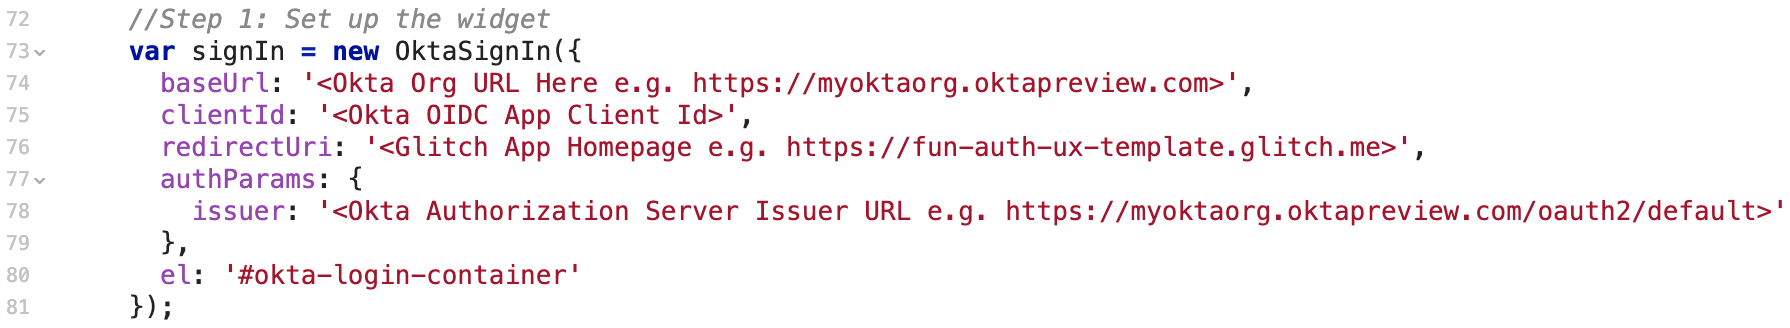 72 //Step 1: Set up the widget
73 var signIn = new OktaSignIn({
74 baseUrl: '<Okta Org URL Here e.g. https://myoktaorg.oktapreview.com>',
75 clientId: '<Okta OIDC App Client Id>',
76 redirectUri: '<Glitch App Homepage e.g. https://fun-auth-ux-template.glitch.me>',
77 authParams: {
78 issuer: '<Okta Authorization Server Issuer URL e.g. https://myoktaorg.oktapreview.com/oauth2/default>'
79 },
80 el: '#okta-login-container'
81 });